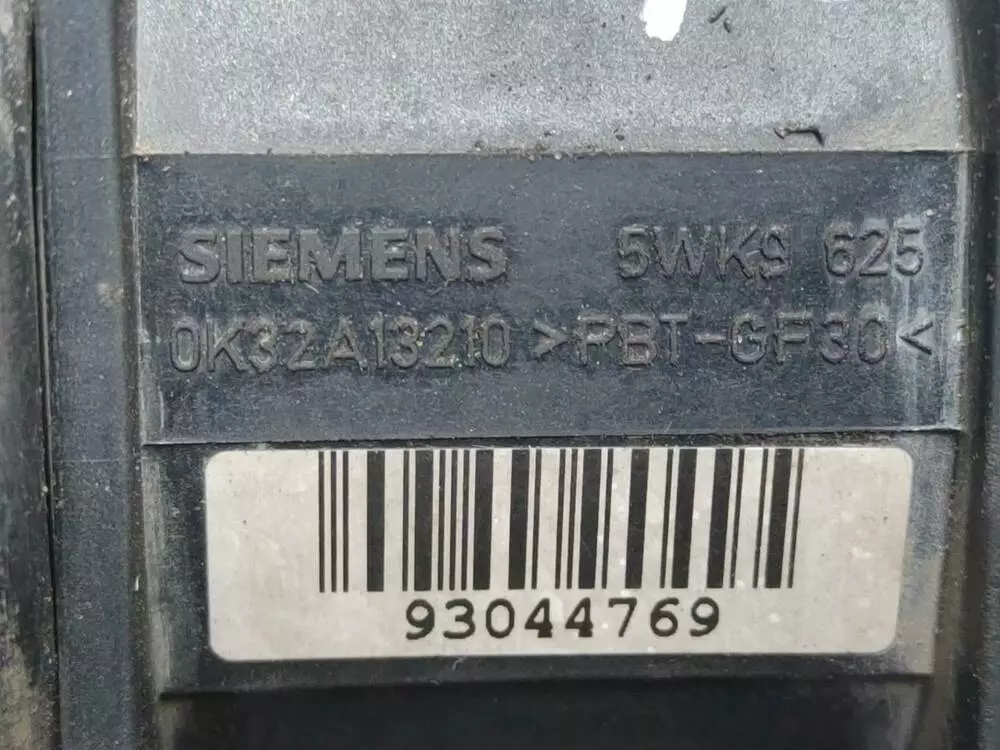 SIEMENS 5WK9 625
0K32A13210 >PBT-GF30<
93044769